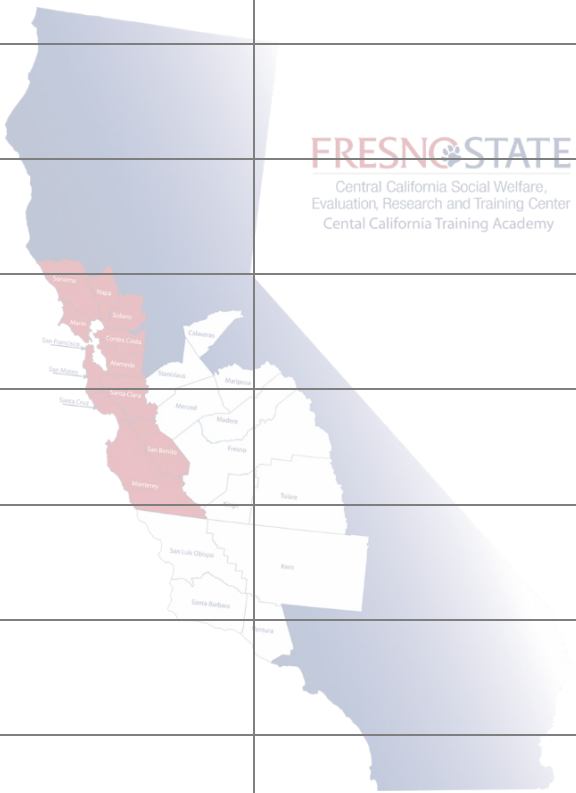 FRESNO STATE
Central California Social Welfare,
Evaluation, Research and Training Center
Cental California Training Academy
Sonoma
Napa
Solano
Marin
Contra Costa
San Francisco
Calaveras
Alameda
San Mateo
Stanislaus
Mariposa
Santa Clara
Santa Cruz
Merced
Madera
Fresno
San Benito
Monterey
Tulare
Kings
San Luis Obispo
Kern
Santa Barbara
Ventura